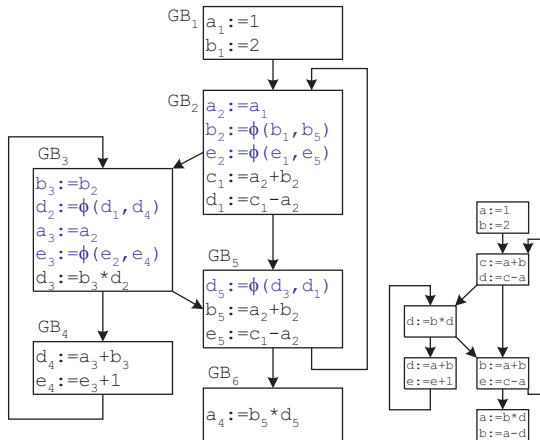 GB₁
a₁:=1
b₁:=2
GB₂
a₂:=a₁
b₂:=ϕ(b₁,b₅)
e₂:=ϕ(e₁,e₅)
c₁:=a₂+b₂
d₁:=c₁-a₂
GB₃
b₃:=b₂
d₂:=ϕ(d₁,d₄)
a₃:=a₂
e₃:=ϕ(e₂,e₄)
d₃:=b₃*d₂
GB₄
d₄:=a₃+b₃
e₄:=e₃+1
GB₅
d₅:=ϕ(d₃,d₁)
b₅:=a₂+b₂
e₅:=c₁-a₂
GB₆
a₄:=b₅*d₅
a:=1
b:=2
c:=a+b
d:=c-a
d:=b*d
d:=a+b
e:=e+1
b:=a+b
e:=c-a
a:=b*d
b:=a-d